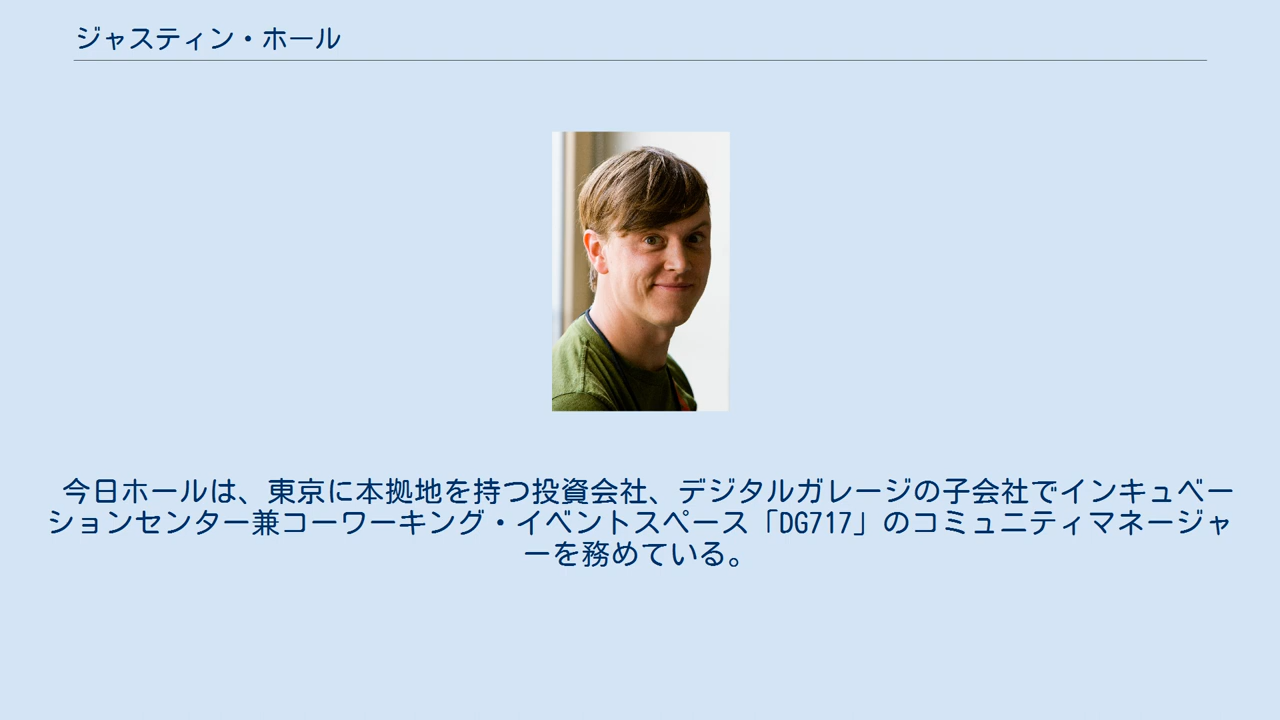 ジャスティン・ホール
今日ホールは、東京に本拠地を持つ投資会社、デジタルガレージの子会社でインキュベー
ションセンター兼コーワーキング・イベントスペース「DG717」のコミュニティマネージャ
ーを務めている。